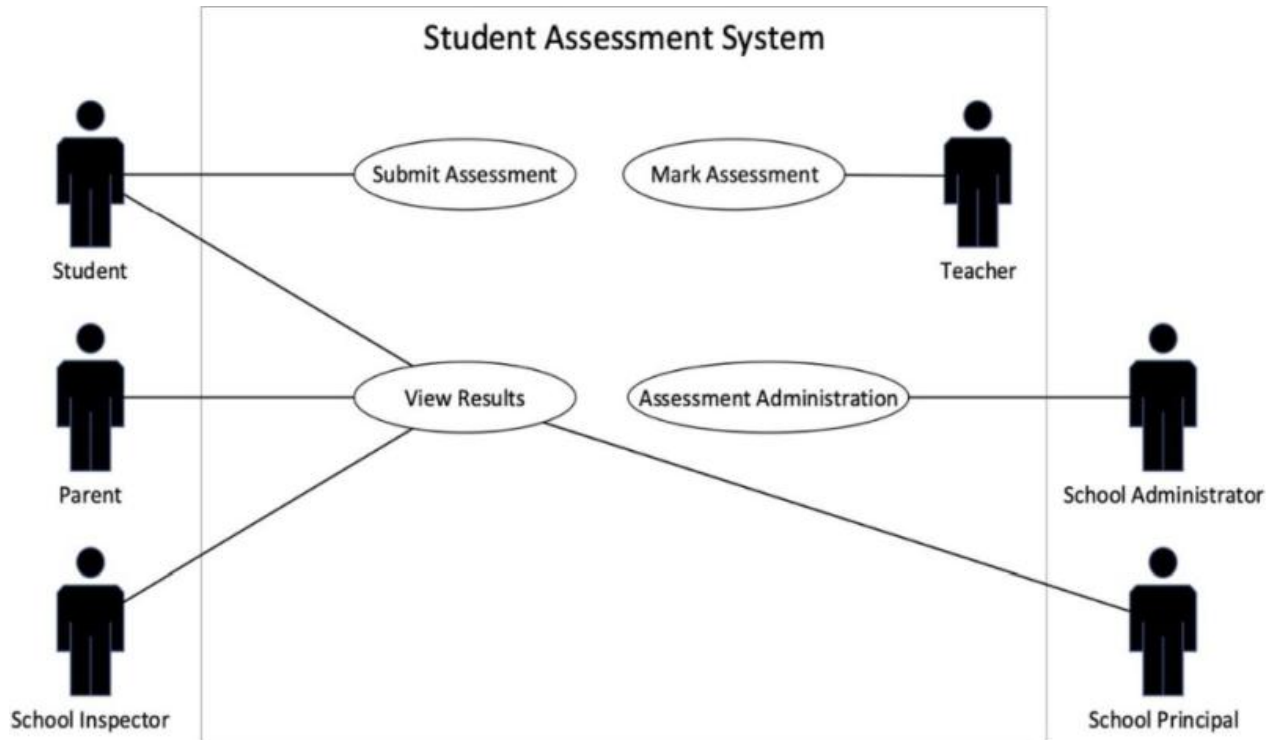 Student Assessment System
Submit Assessment
Mark Assessment
Student
Teacher
View Results
Assessment Administration
Parent
School Administrator
School Inspector
School Principal